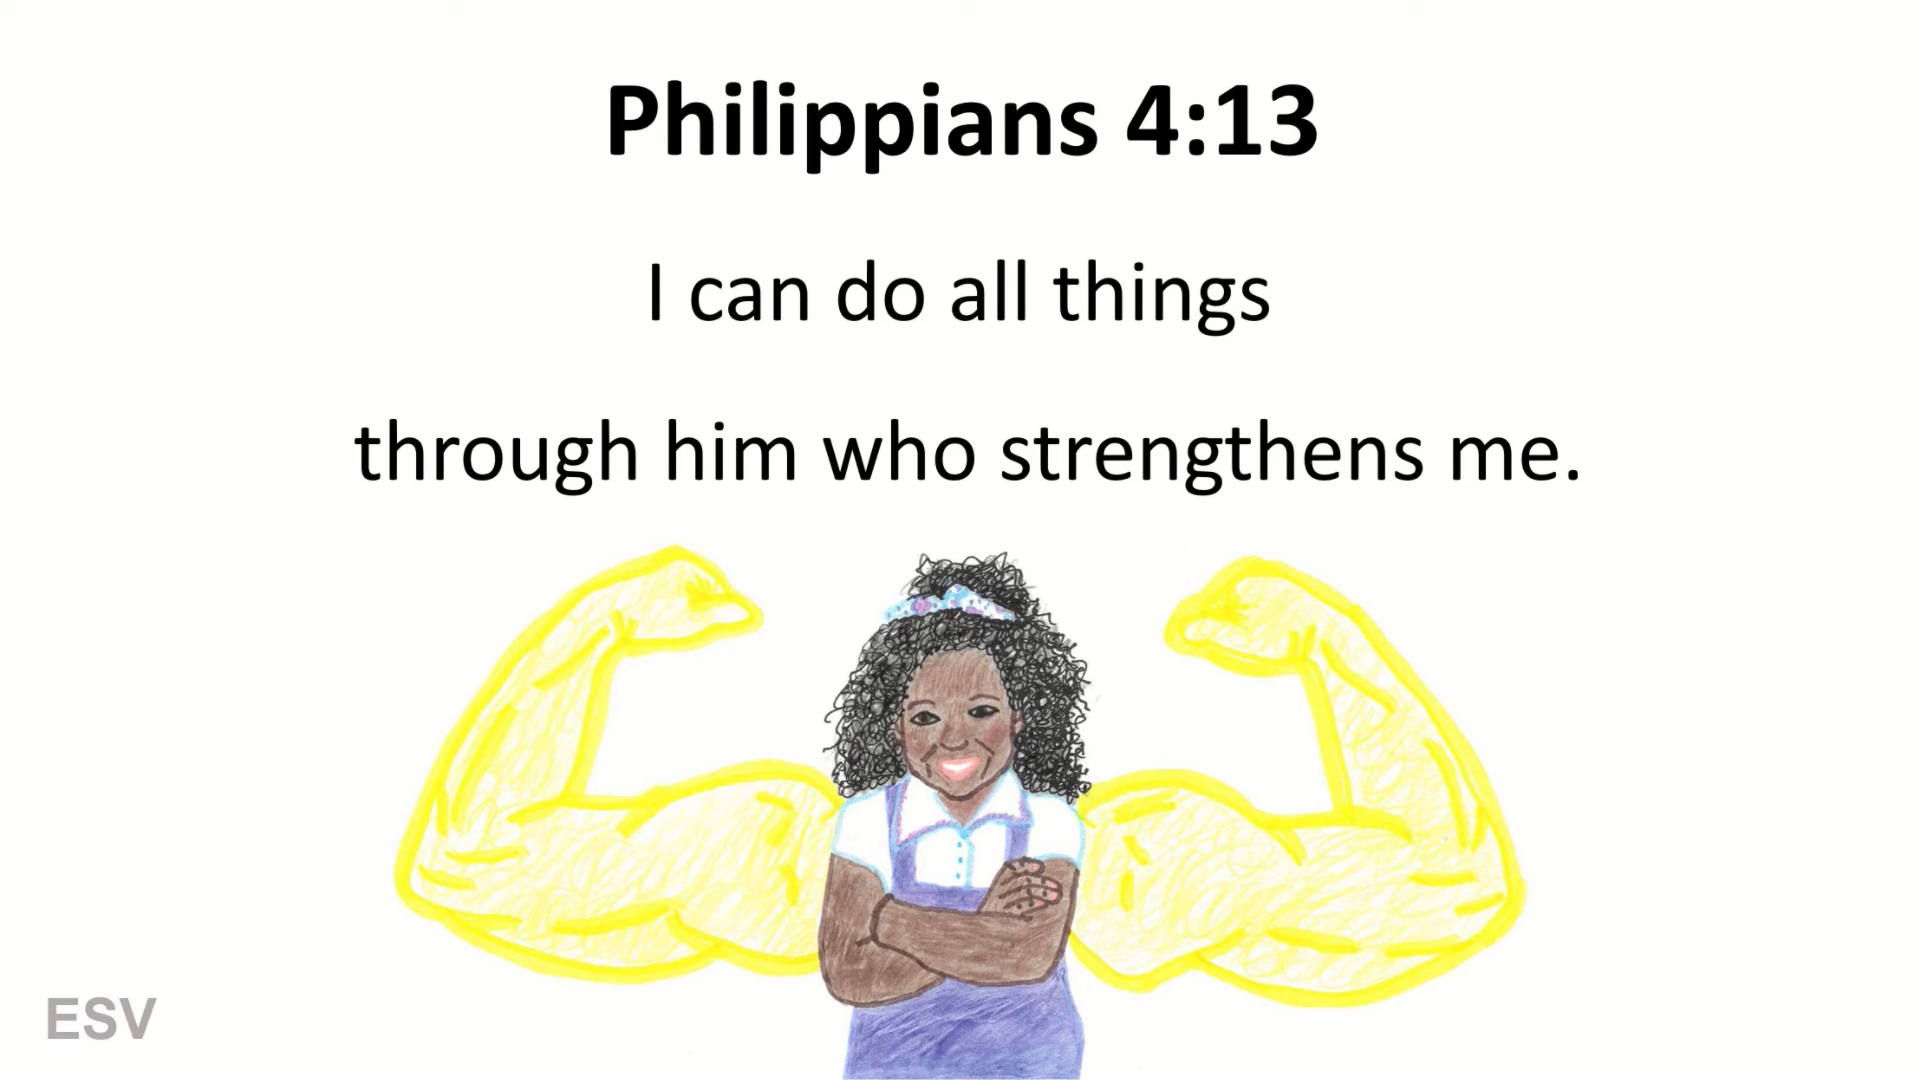 Philippians 4:13
I can do all things
through him who strengthens me.
ESV